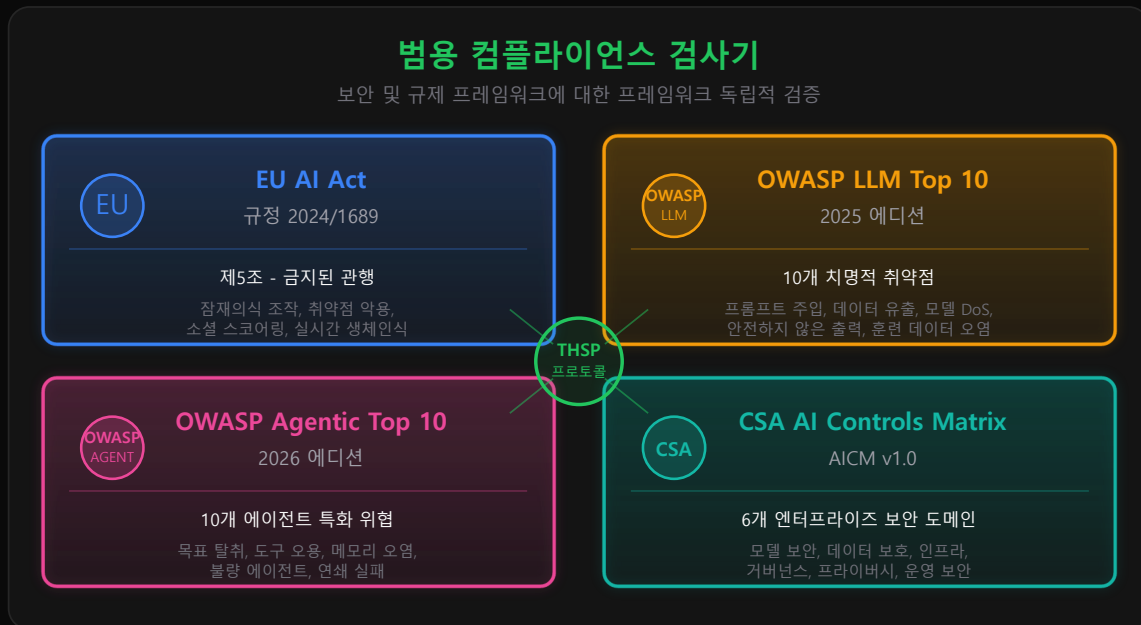 범용 컴플라이언스 검사기
보안 및 규제 프레임워크에 대한 프레임워크 독립적 검증
EU
EU AI Act
규정 2024/1689
제5조 - 금지된 관행
잠재의식 조작, 취약점 악용,
소셜 스코어링, 실시간 생체인식
OWASP
LLM
OWASP LLM Top 10
2025 에디션
10개 치명적 취약점
프롬프트 주입, 데이터 유출, 모델 DoS,
안전하지 않은 출력, 훈련 데이터 오염
THSP
프로토콜
OWASP
AGENT
OWASP Agentic Top 10
2026 에디션
10개 에이전트 특화 위협
목표 탈취, 도구 오용, 메모리 오염,
불량 에이전트, 연쇄 실패
CSA
CSA AI Controls Matrix
AICM v1.0
6개 엔터프라이즈 보안 도메인
모델 보안, 데이터 보호, 인프라,
거버넌스, 프라이버시, 운영 보안